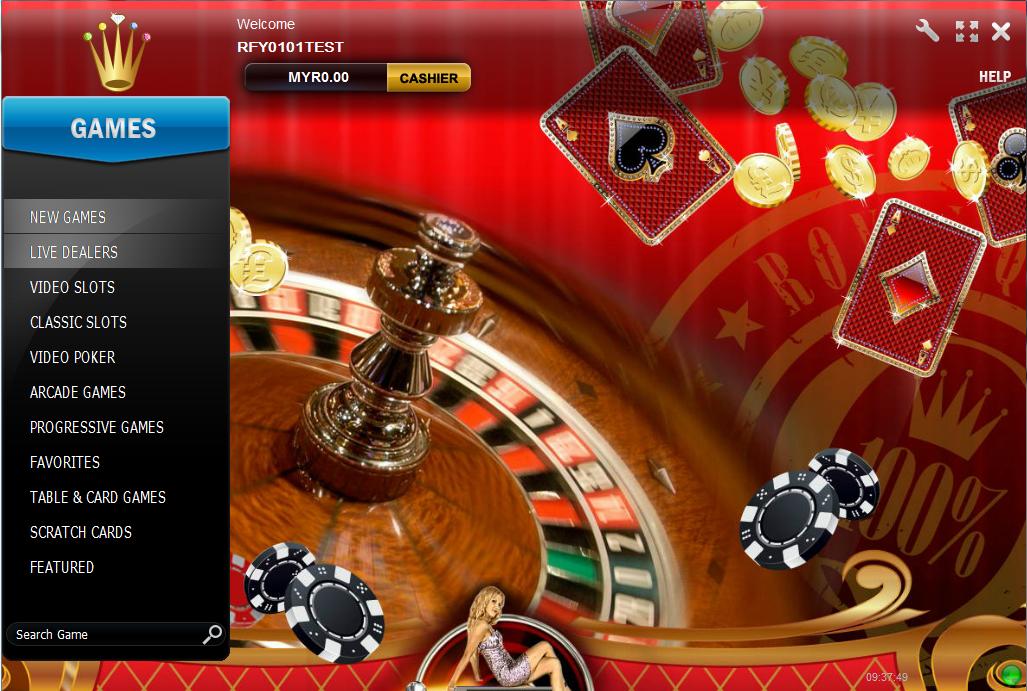 Welcome
RFY0101TEST
MYR0.00
CASHIER
HELP
GAMES
NEW GAMES
LIVE DEALERS
VIDEO SLOTS
CLASSIC SLOTS
VIDEO POKER
ARCADE GAMES
PROGRESSIVE GAMES
FAVORITES
TABLE & CARD GAMES
SCRATCH CARDS
FEATURED
Search Game
A
A
A
A
100%
09:37:49